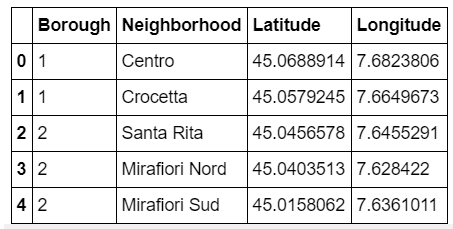 Borough Neighborhood Latitude Longitude
0 1 Centro 45.0688914 7.6823806
1 1 Crocetta 45.0579245 7.6649673
2 2 Santa Rita 45.0456578 7.6455291
3 2 Mirafiori Nord 45.0403513 7.628422
4 2 Mirafiori Sud 45.0158062 7.6361011